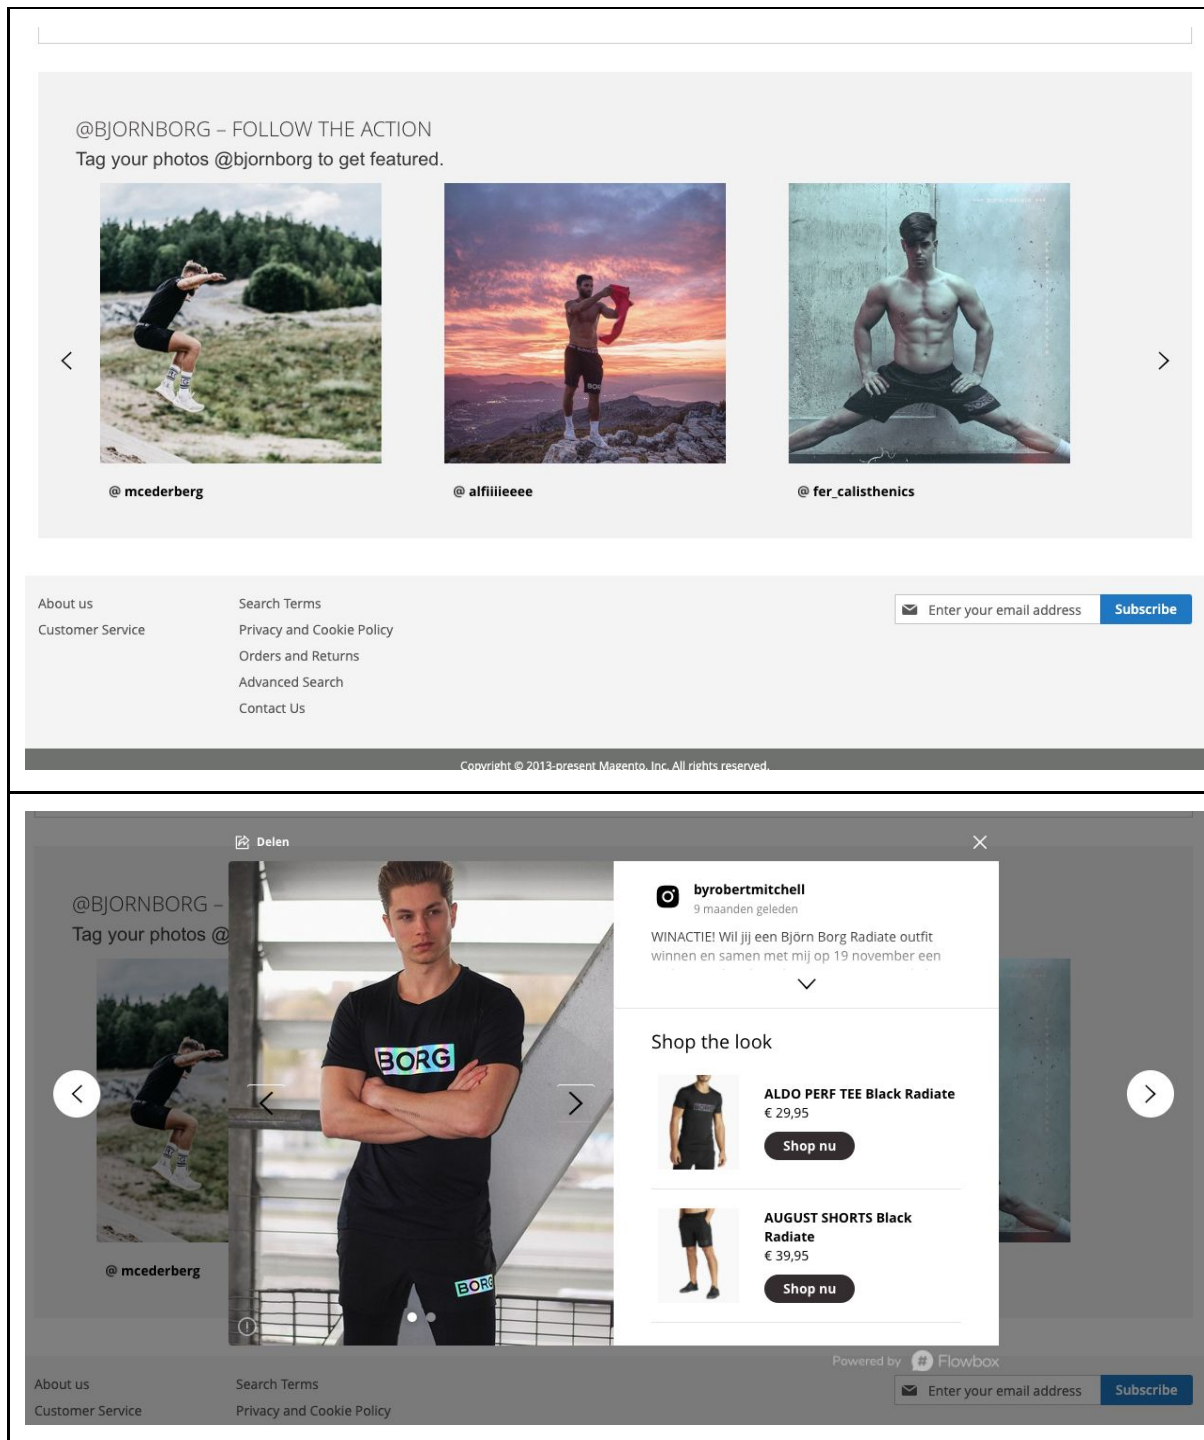 @BJORNBORG – FOLLOW THE ACTION
Tag your photos @bjornborg to get featured.
BOR
@ mcederberg
@ alfiiiieeee
@ fer_calisthenics
About us
Customer Service
Search Terms
Privacy and Cookie Policy
Orders and Returns
Advanced Search
Contact Us
Enter your email address
Subscribe
Copyright © 2013-present Magento, Inc. All rights reserved.
Delen
@BJORNBORG –
Tag your photos @
@ mcederberg
BORG
BORG
byrobertmitchell
9 maanden geleden
WINACTIE! Wil jij een Björn Borg Radiate outfit
winnen en samen met mij op 19 november een
Shop the look
ALDO PERF TEE Black Radiate
€ 29,95
Shop nu
AUGUST SHORTS Black
Radiate
€ 39,95
Shop nu
Powered by # Flowbox
About us
Customer Service
Search Terms
Privacy and Cookie Policy
Enter your email address
Subscribe